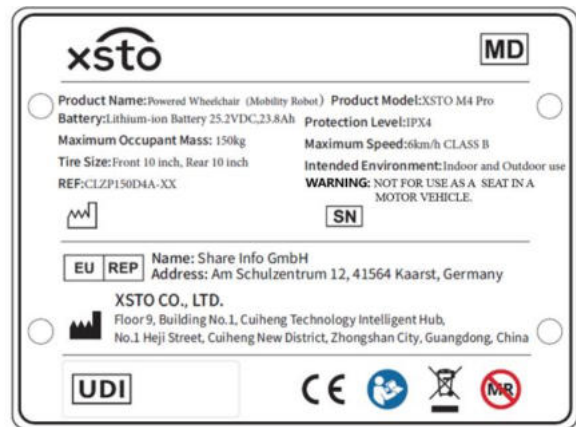 xsto
MD
Product Name:Powered Wheelchair (Mobility Robot) Product Model:XSTO M4 Pro
Battery:Lithium-ion Battery 25.2VDC,23.8Ah Protection Level:IPX4
Maximum Occupant Mass: 150kg Maximum Speed:6km/h CLASS B
Tire Size:Front 10 inch, Rear 10 inch Intended Environment:Indoor and Outdoor use
REF:CLZP150D4A-XX WARNING: NOT FOR USE AS A SEAT IN A
MOTOR VEHICLE.
SN
EU REP Name: Share Info GmbH
Address: Am Schulzentrum 12, 41564 Kaarst, Germany
XSTO CO., LTD.
Floor 9, Building No.1, Cuiheng Technology Intelligent Hub,
No.1 Heji Street, Cuiheng New District, Zhongshan City, Guangdong, China
UDI
CE
MR